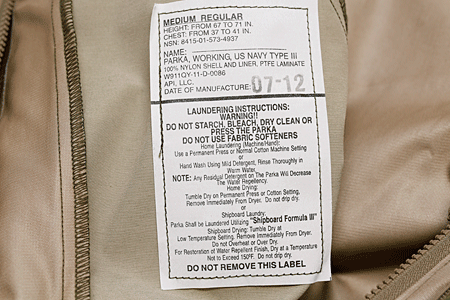 MEDIUM REGULAR
HEIGHT: FROM 67 TO 71 IN.
CHEST: FROM 37 TO 41 IN.
NSN: 8415-01-573-4937
NAME:
PARKA, WORKING, US NAVY TYPE III
100% NYLON SHELL AND LINER, PTFE LAMINATE
W911QY-11-D-0086
API, LLC.
DATE OF MANUFACTURE: 07-12
LAUNDERING INSTRUCTIONS:
WARNING!!
DO NOT STARCH, BLEACH, DRY CLEAN OR
PRESS THE PARKA
DO NOT USE FABRIC SOFTENERS
Home Laundering (Machine/Hand):
Use a Permanent Press or Normal Cotton Machine Setting
or
Hand Wash Using Mild Detergent, Rinse Thoroughly in
Warm Water.
NOTE: Any Residual Detergent on The Parka Will Decrease
The Water Repellency.
Home Drying:
Tumble Dry on Permanent Press or Cotton Setting,
Remove Immediately From Dryer. Do not drip dry.
or
Shipboard Laundry:
Parka Shall be Laundered Utilizing "Shipboard Formula III"
Shipboard Drying: Tumble Dry at
Low Temperature Setting. Remove Immediately From Dryer.
Do not Overheat or Over Dry.
For Restoration of Water Repellent Finish, Dry at a Temperature
Not to Exceed 150ºF. Do not drip dry.
DO NOT REMOVE THIS LABEL